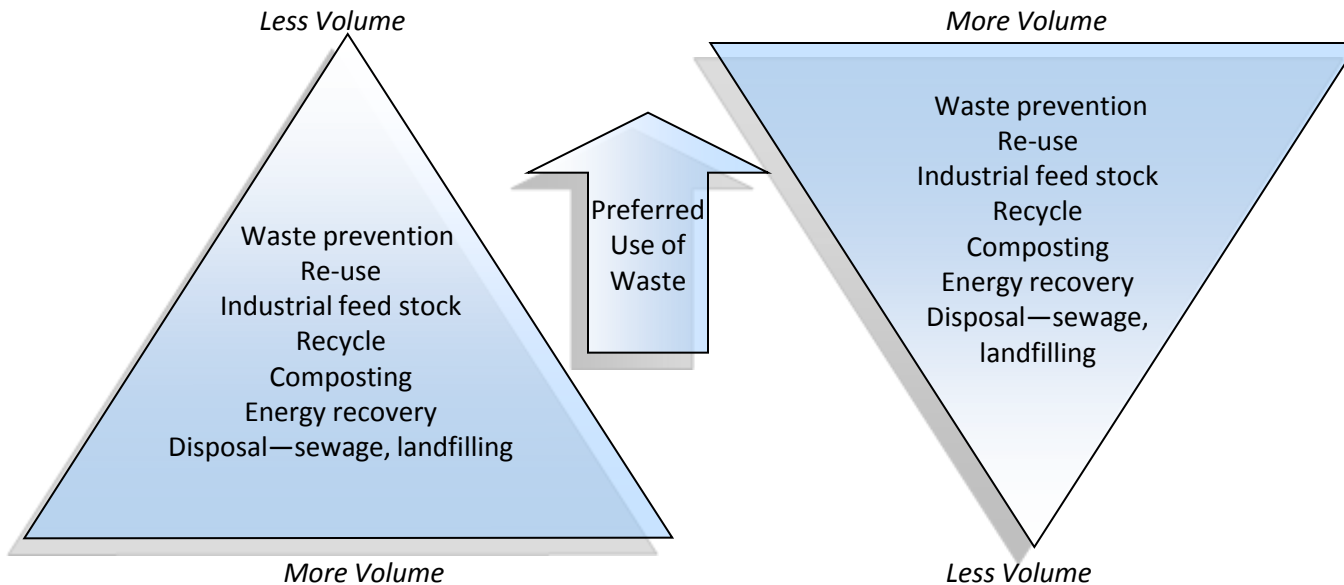 Less Volume
Waste prevention
Re-use
Industrial feed stock
Recycle
Composting
Energy recovery
Disposal—sewage, landfilling
More Volume
Preferred
Use of
Waste
More Volume
Waste prevention
Re-use
Industrial feed stock
Recycle
Composting
Energy recovery
Disposal—sewage,
landfilling
Less Volume